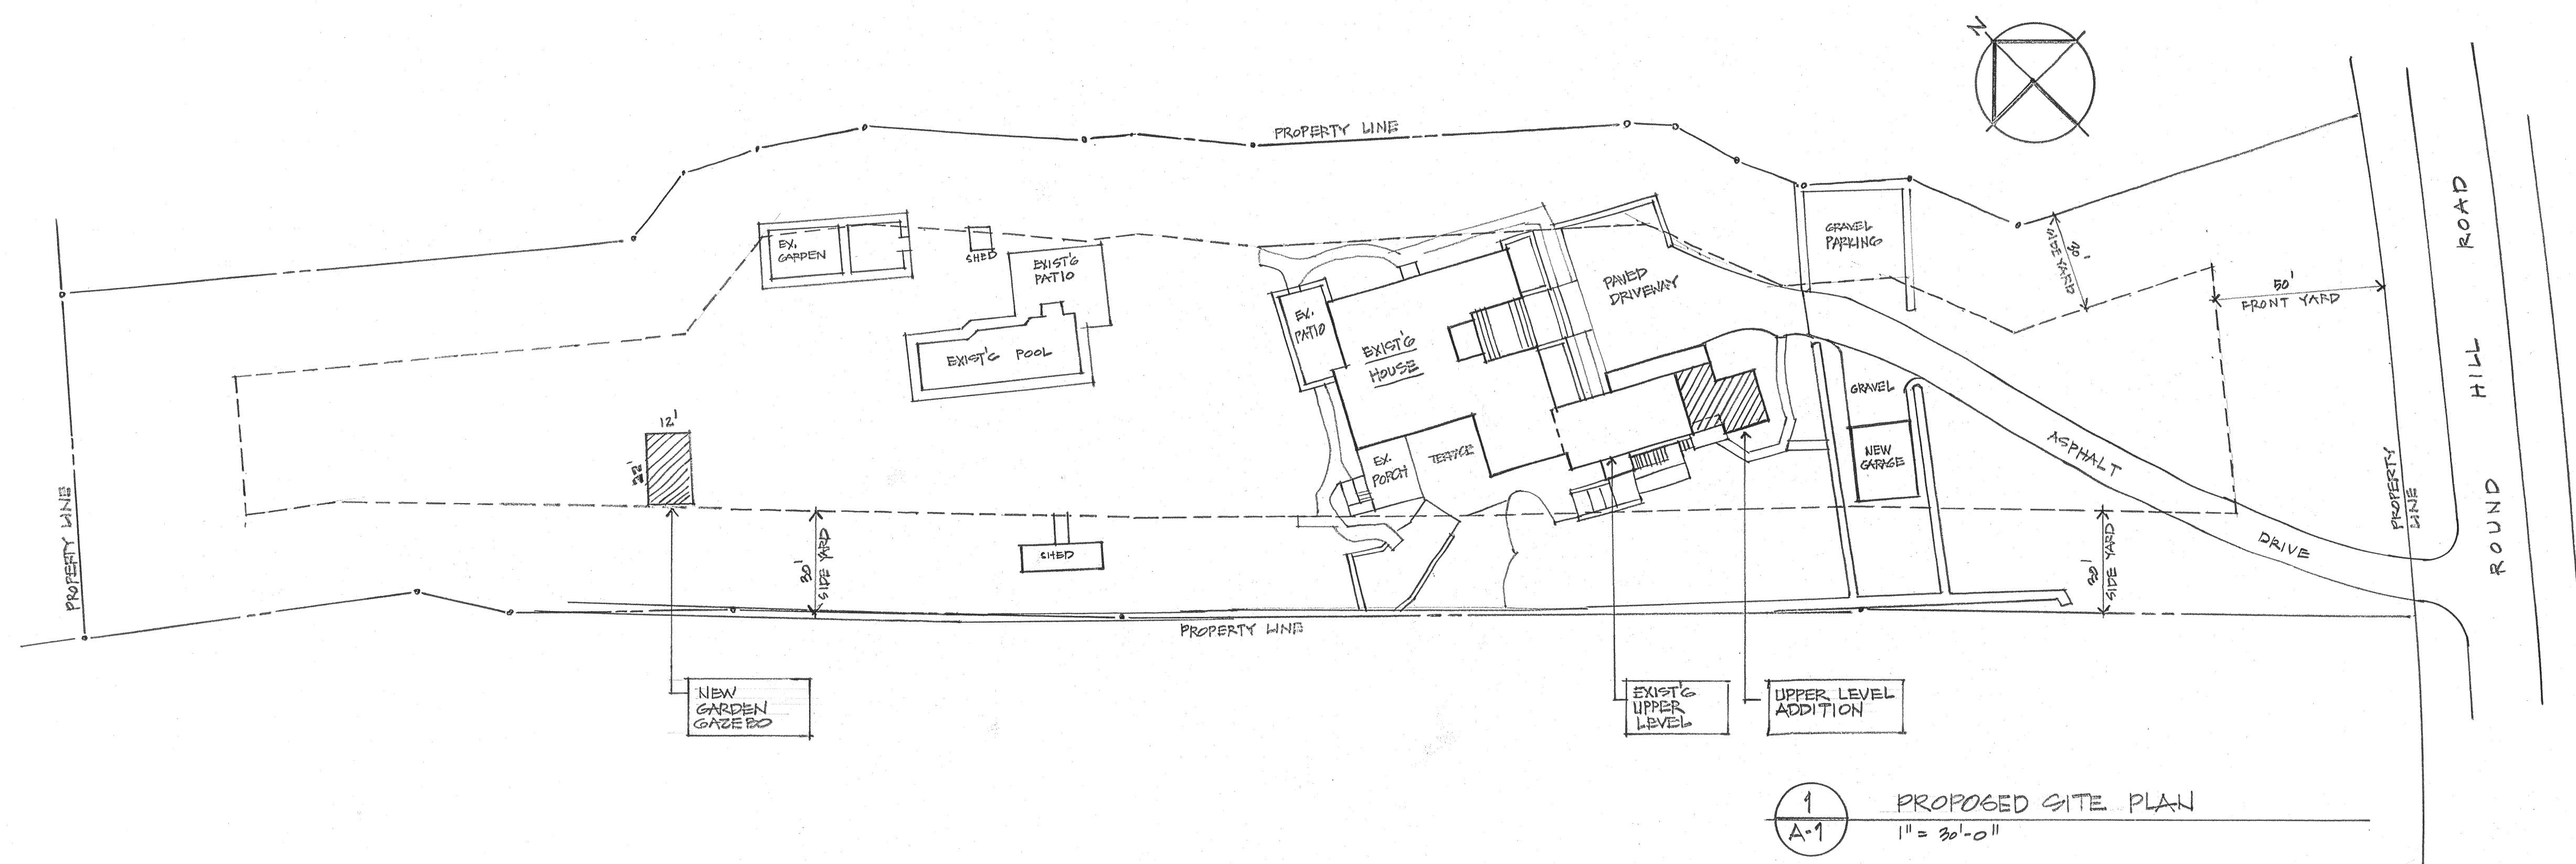 N
PROPERTY LINE
ROUND HILL ROAD
GRAVEL
PARKING
30'
SIDE YARD
50'
FRONT YARD
EX.
GARDEN
SHED
EXIST'G
PATIO
EXIST'G POOL
EX.
PATIO
EXIST'G
HOUSE
PAVED
DRIVEWAY
GRAVEL
NEW
GARAGE
ASPHALT
DRIVE
EX.
PORCH
TERRACE
12'
22'
PROPERTY LINE
30'
SIDE YARD
SHED
30'
SIDE YARD
PROPERTY
LINE
PROPERTY LINE
NEW
GARDEN
GAZEBO
EXIST'G
UPPER
LEVEL
UPPER LEVEL
ADDITION
1
A-1
PROPOSED SITE PLAN
1" = 30'-0"